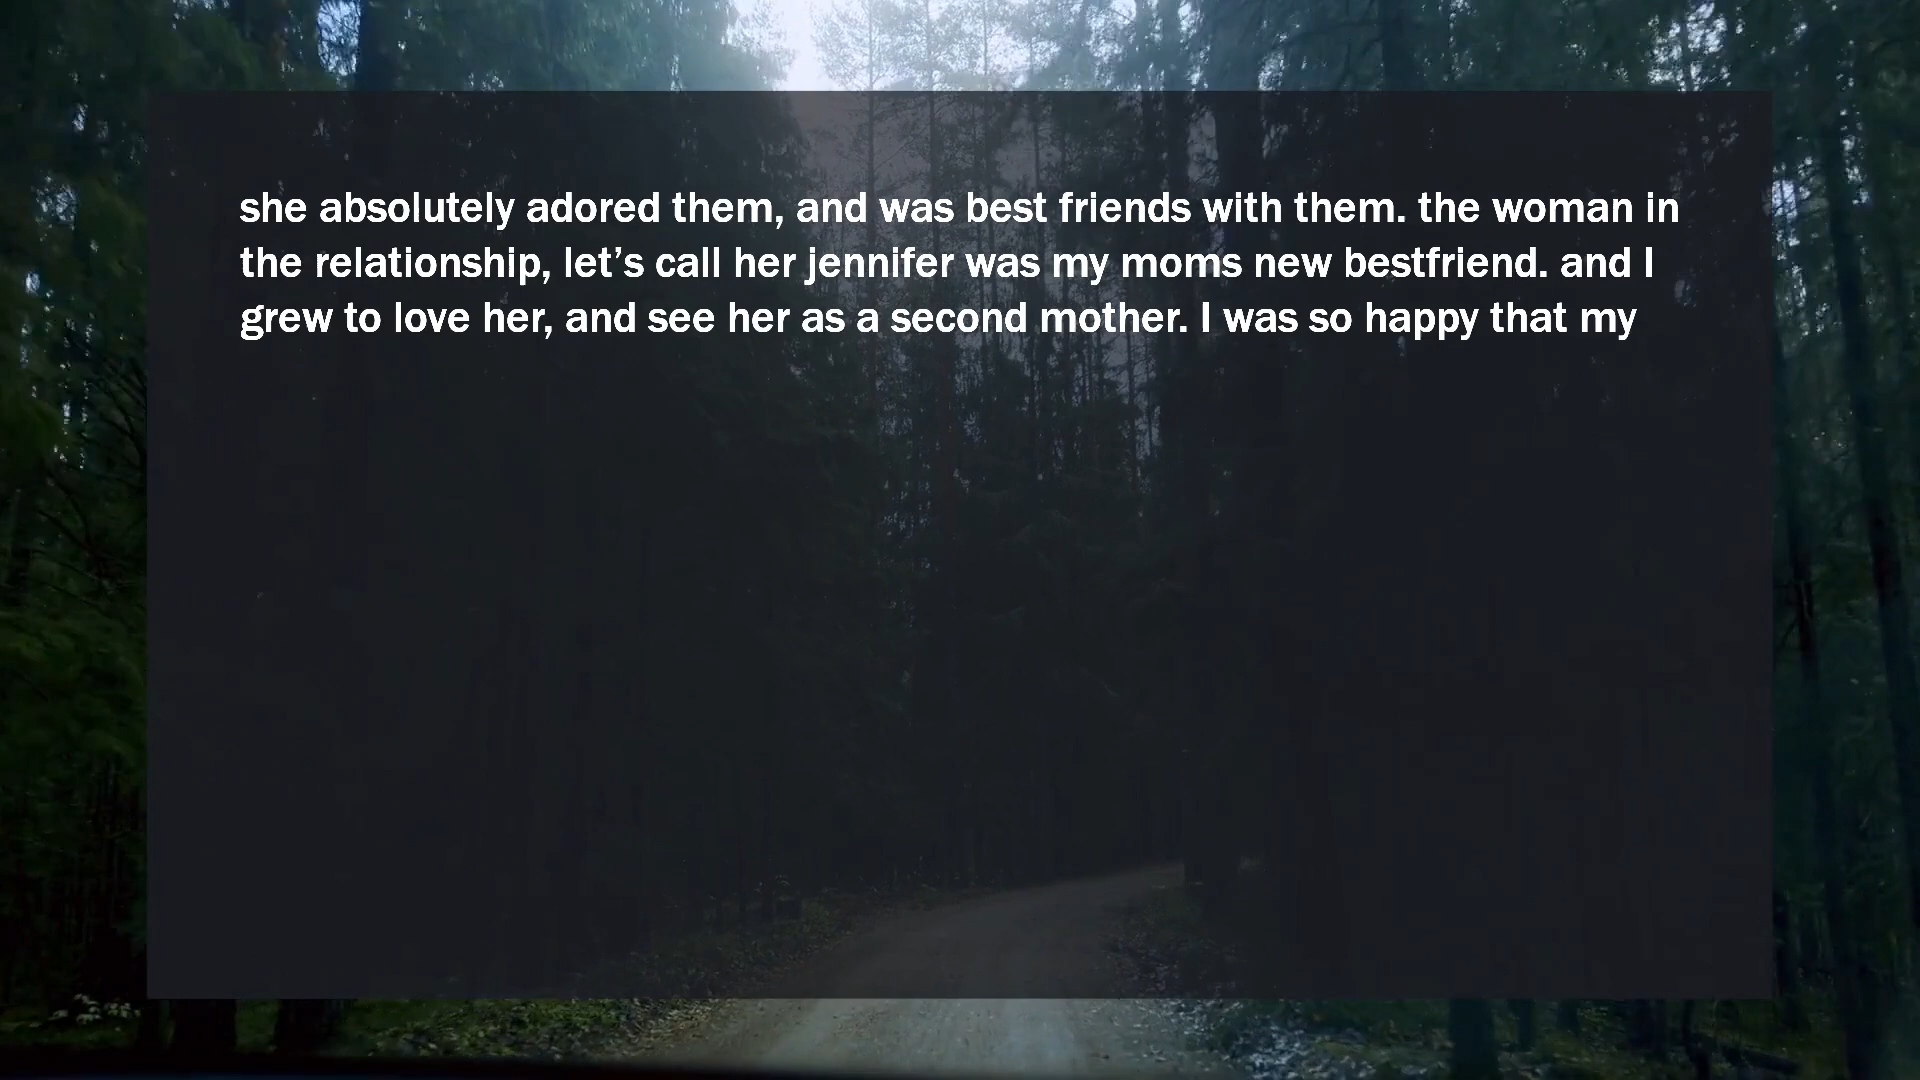 she absolutely adored them, and was best friends with them. the woman in
the relationship, let’s call her jennifer was my moms new bestfriend. and I
grew to love her, and see her as a second mother. I was so happy that my